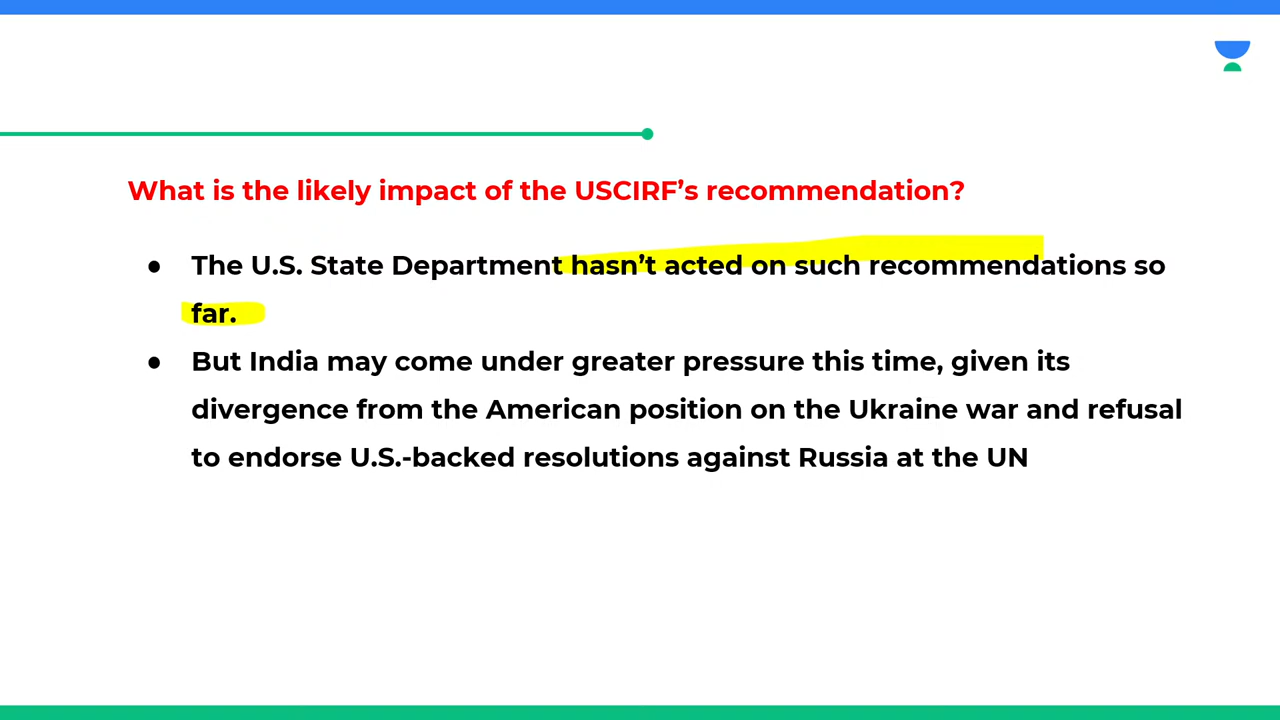 What is the likely impact of the USCIRF’s recommendation?
● The U.S. State Department hasn’t acted on such recommendations so
far.
● But India may come under greater pressure this time, given its
divergence from the American position on the Ukraine war and refusal
to endorse U.S.-backed resolutions against Russia at the UN